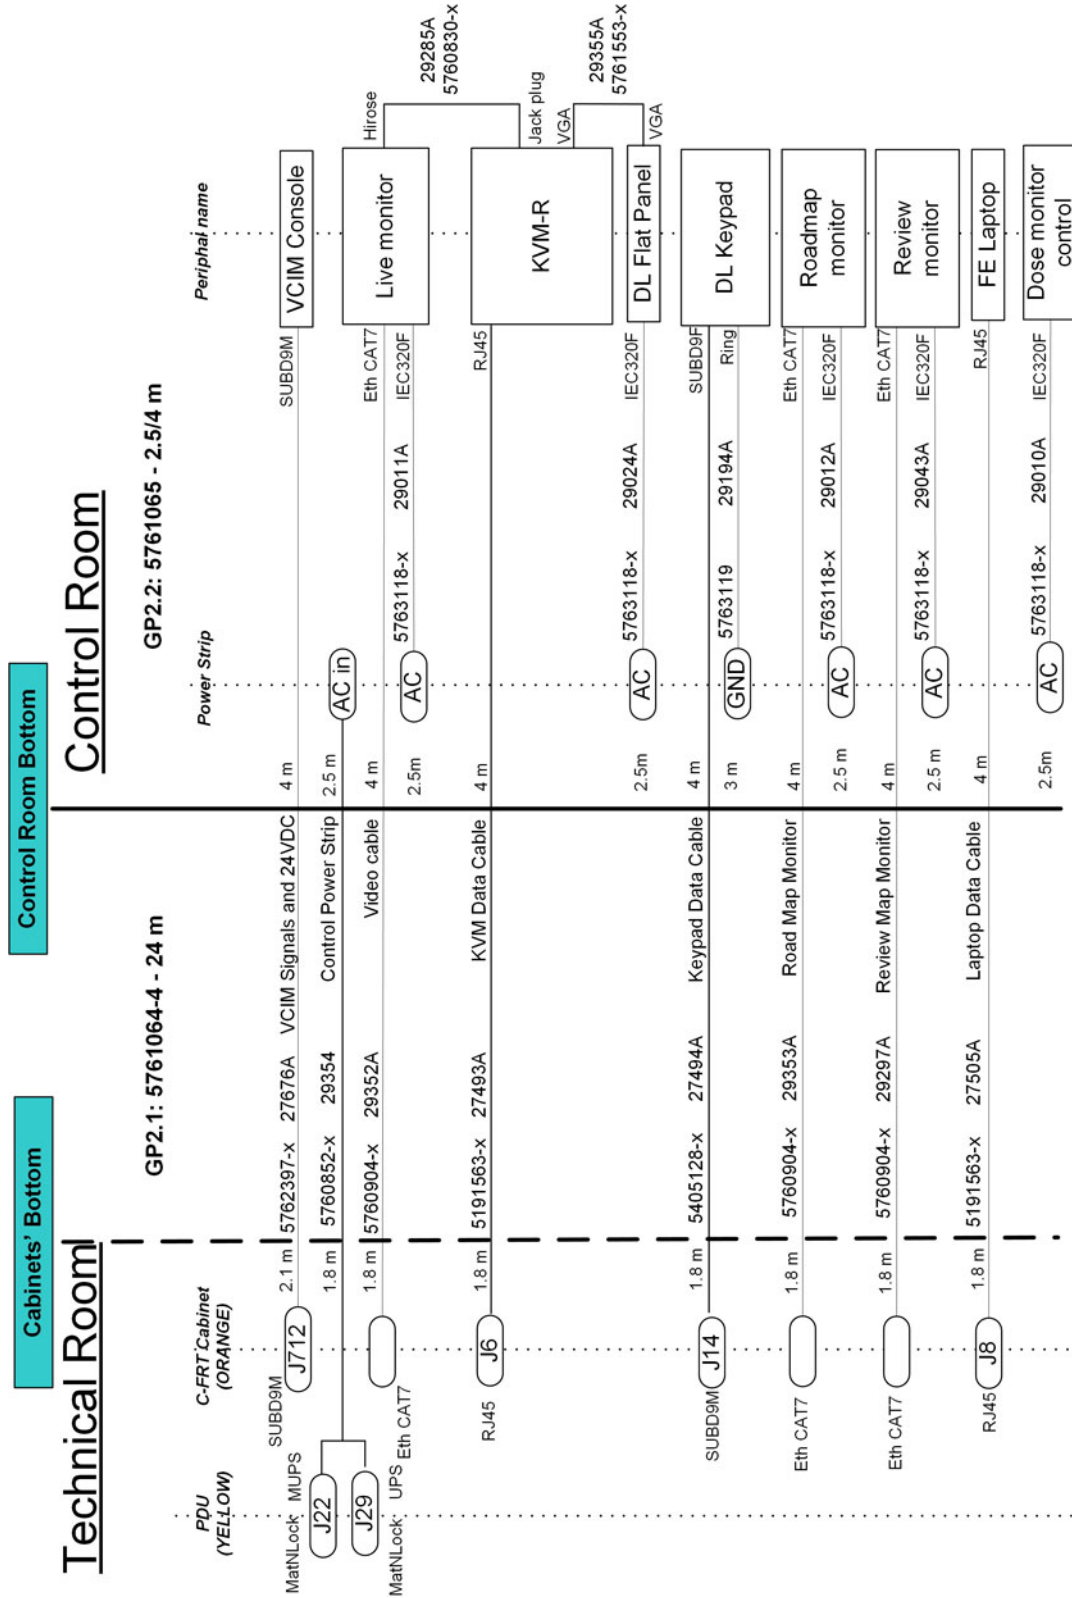 Cabinets' Bottom
Control Room Bottom
Technical Room
Control Room
GP2.1: 5761064-4 - 24 m
GP2.2: 5761065 - 2.5/4 m
PDU
(YELLOW)
C-FRT Cabinet
(ORANGE)
Power Strip
Periphal name
SUBD9M
J712
2.1 m
5762397-x
27676A
VCIM Signals and 24VDC
4 m
SUBD9M
VCIM Console
MatNLock
MUPS
J22
1.8 m
5760852-x
29354
Control Power Strip
2.5 m
AC in
J29
MatNLock
UPS
Eth CAT7
1.8 m
5760904-x
29352A
Video cable
4 m
Eth CAT7
Live monitor
Hirose
2.5m
AC
5763118-x
29011A
IEC320F
29285A
5760830-x
RJ45
J6
1.8 m
5191563-x
27493A
KVM Data Cable
4 m
RJ45
KVM-R
Jack plug
VGA
29355A
5761553-x
2.5m
AC
5763118-x
29024A
IEC320F
DL Flat Panel
VGA
SUBD9M
J14
1.8 m
5405128-x
27494A
Keypad Data Cable
4 m
SUBD9F
DL Keypad
3 m
GND
5763119
29194A
Ring
Eth CAT7
1.8 m
5760904-x
29353A
Road Map Monitor
4 m
Eth CAT7
Roadmap
monitor
2.5 m
AC
5763118-x
29012A
IEC320F
Eth CAT7
1.8 m
5760904-x
29297A
Review Map Monitor
4 m
Eth CAT7
Review
monitor
2.5 m
AC
5763118-x
29043A
IEC320F
RJ45
J8
1.8 m
5191563-x
27505A
Laptop Data Cable
4 m
RJ45
FE Laptop
2.5m
AC
5763118-x
29010A
IEC320F
Dose monitor
control